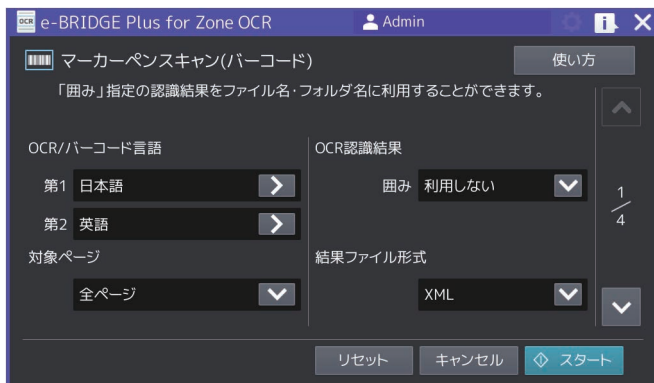 OCR e-BRIDGE Plus for Zone OCR Admin i
マーカーペンスキャン(バーコード) 使い方
「囲み」指定の認識結果をファイル名・フォルダ名に利用することができます。
OCR/バーコード言語
第1 日本語
第2 英語
対象ページ
全ページ
OCR認識結果
囲み 利用しない
結果ファイル形式
XML
1/4
リセット キャンセル スタート